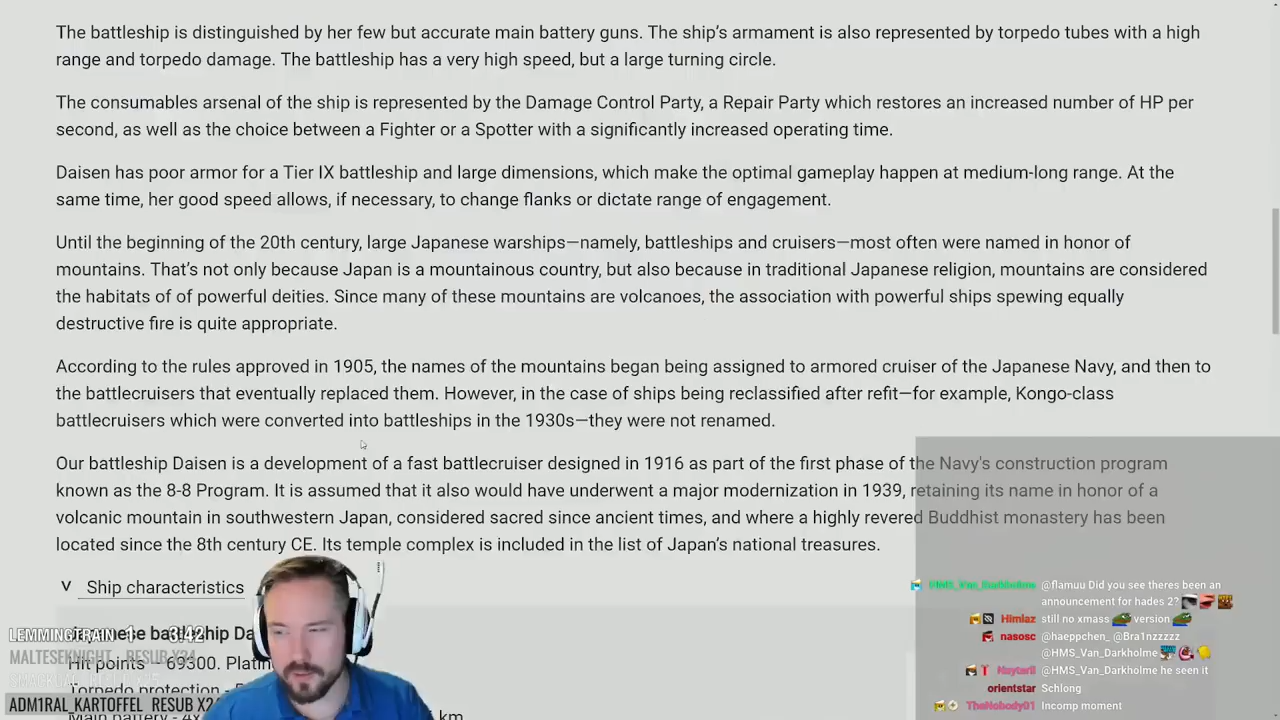 The battleship is distinguished by her few but accurate main battery guns. The ship's armament is also represented by torpedo tubes with a high
range and torpedo damage. The battleship has a very high speed, but a large turning circle.
The consumables arsenal of the ship is represented by the Damage Control Party, a Repair Party which restores an increased number of HP per
second, as well as the choice between a Fighter or a Spotter with a significantly increased operating time.
Daisen has poor armor for a Tier IX battleship and large dimensions, which make the optimal gameplay happen at medium-long range. At the
same time, her good speed allows, if necessary, to change flanks or dictate range of engagement.
Until the beginning of the 20th century, large Japanese warships—namely, battleships and cruisers—most often were named in honor of
mountains. That's not only because Japan is a mountainous country, but also because in traditional Japanese religion, mountains are considered
the habitats of of powerful deities. Since many of these mountains are volcanoes, the association with powerful ships spewing equally
destructive fire is quite appropriate.
According to the rules approved in 1905, the names of the mountains began being assigned to armored cruiser of the Japanese Navy, and then to
the battlecruisers that eventually replaced them. However, in the case of ships being reclassified after refit—for example, Kongo-class
battlecruisers which were converted into battleships in the 1930s—they were not renamed.
Our battleship Daisen is a development of a fast battlecruiser designed in 1916 as part of the first phase of the Navy's construction program
known as the 8-8 Program. It is assumed that it also would have underwent a major modernization in 1939, retaining its name in honor of a
volcanic mountain in southwestern Japan, considered sacred since ancient times, and where a highly revered Buddhist monastery has been
located since the 8th century CE. Its temple complex is included in the list of Japan's national treasures.
Ship characteristics
battleship
Hit points – 69300.
Torpedo protection -
Main battery - km
LEMMINGTRAIN 1 3:42
MALTESEKNIGHT - RESUB X34
ADM1RAL_KARTOFFEL RESUB
HMS_Van_Darkholme @flamuu Did you see theres been an
announcement for hades 2?
Himlaz still no xmass version
nasosc @haeppchen_ @Bra1nzzzzz
@HMS_Van_Darkholme
@HMS_Van_Darkholme he seen it
orientstar Schlong
TheNobody01 Incomp moment